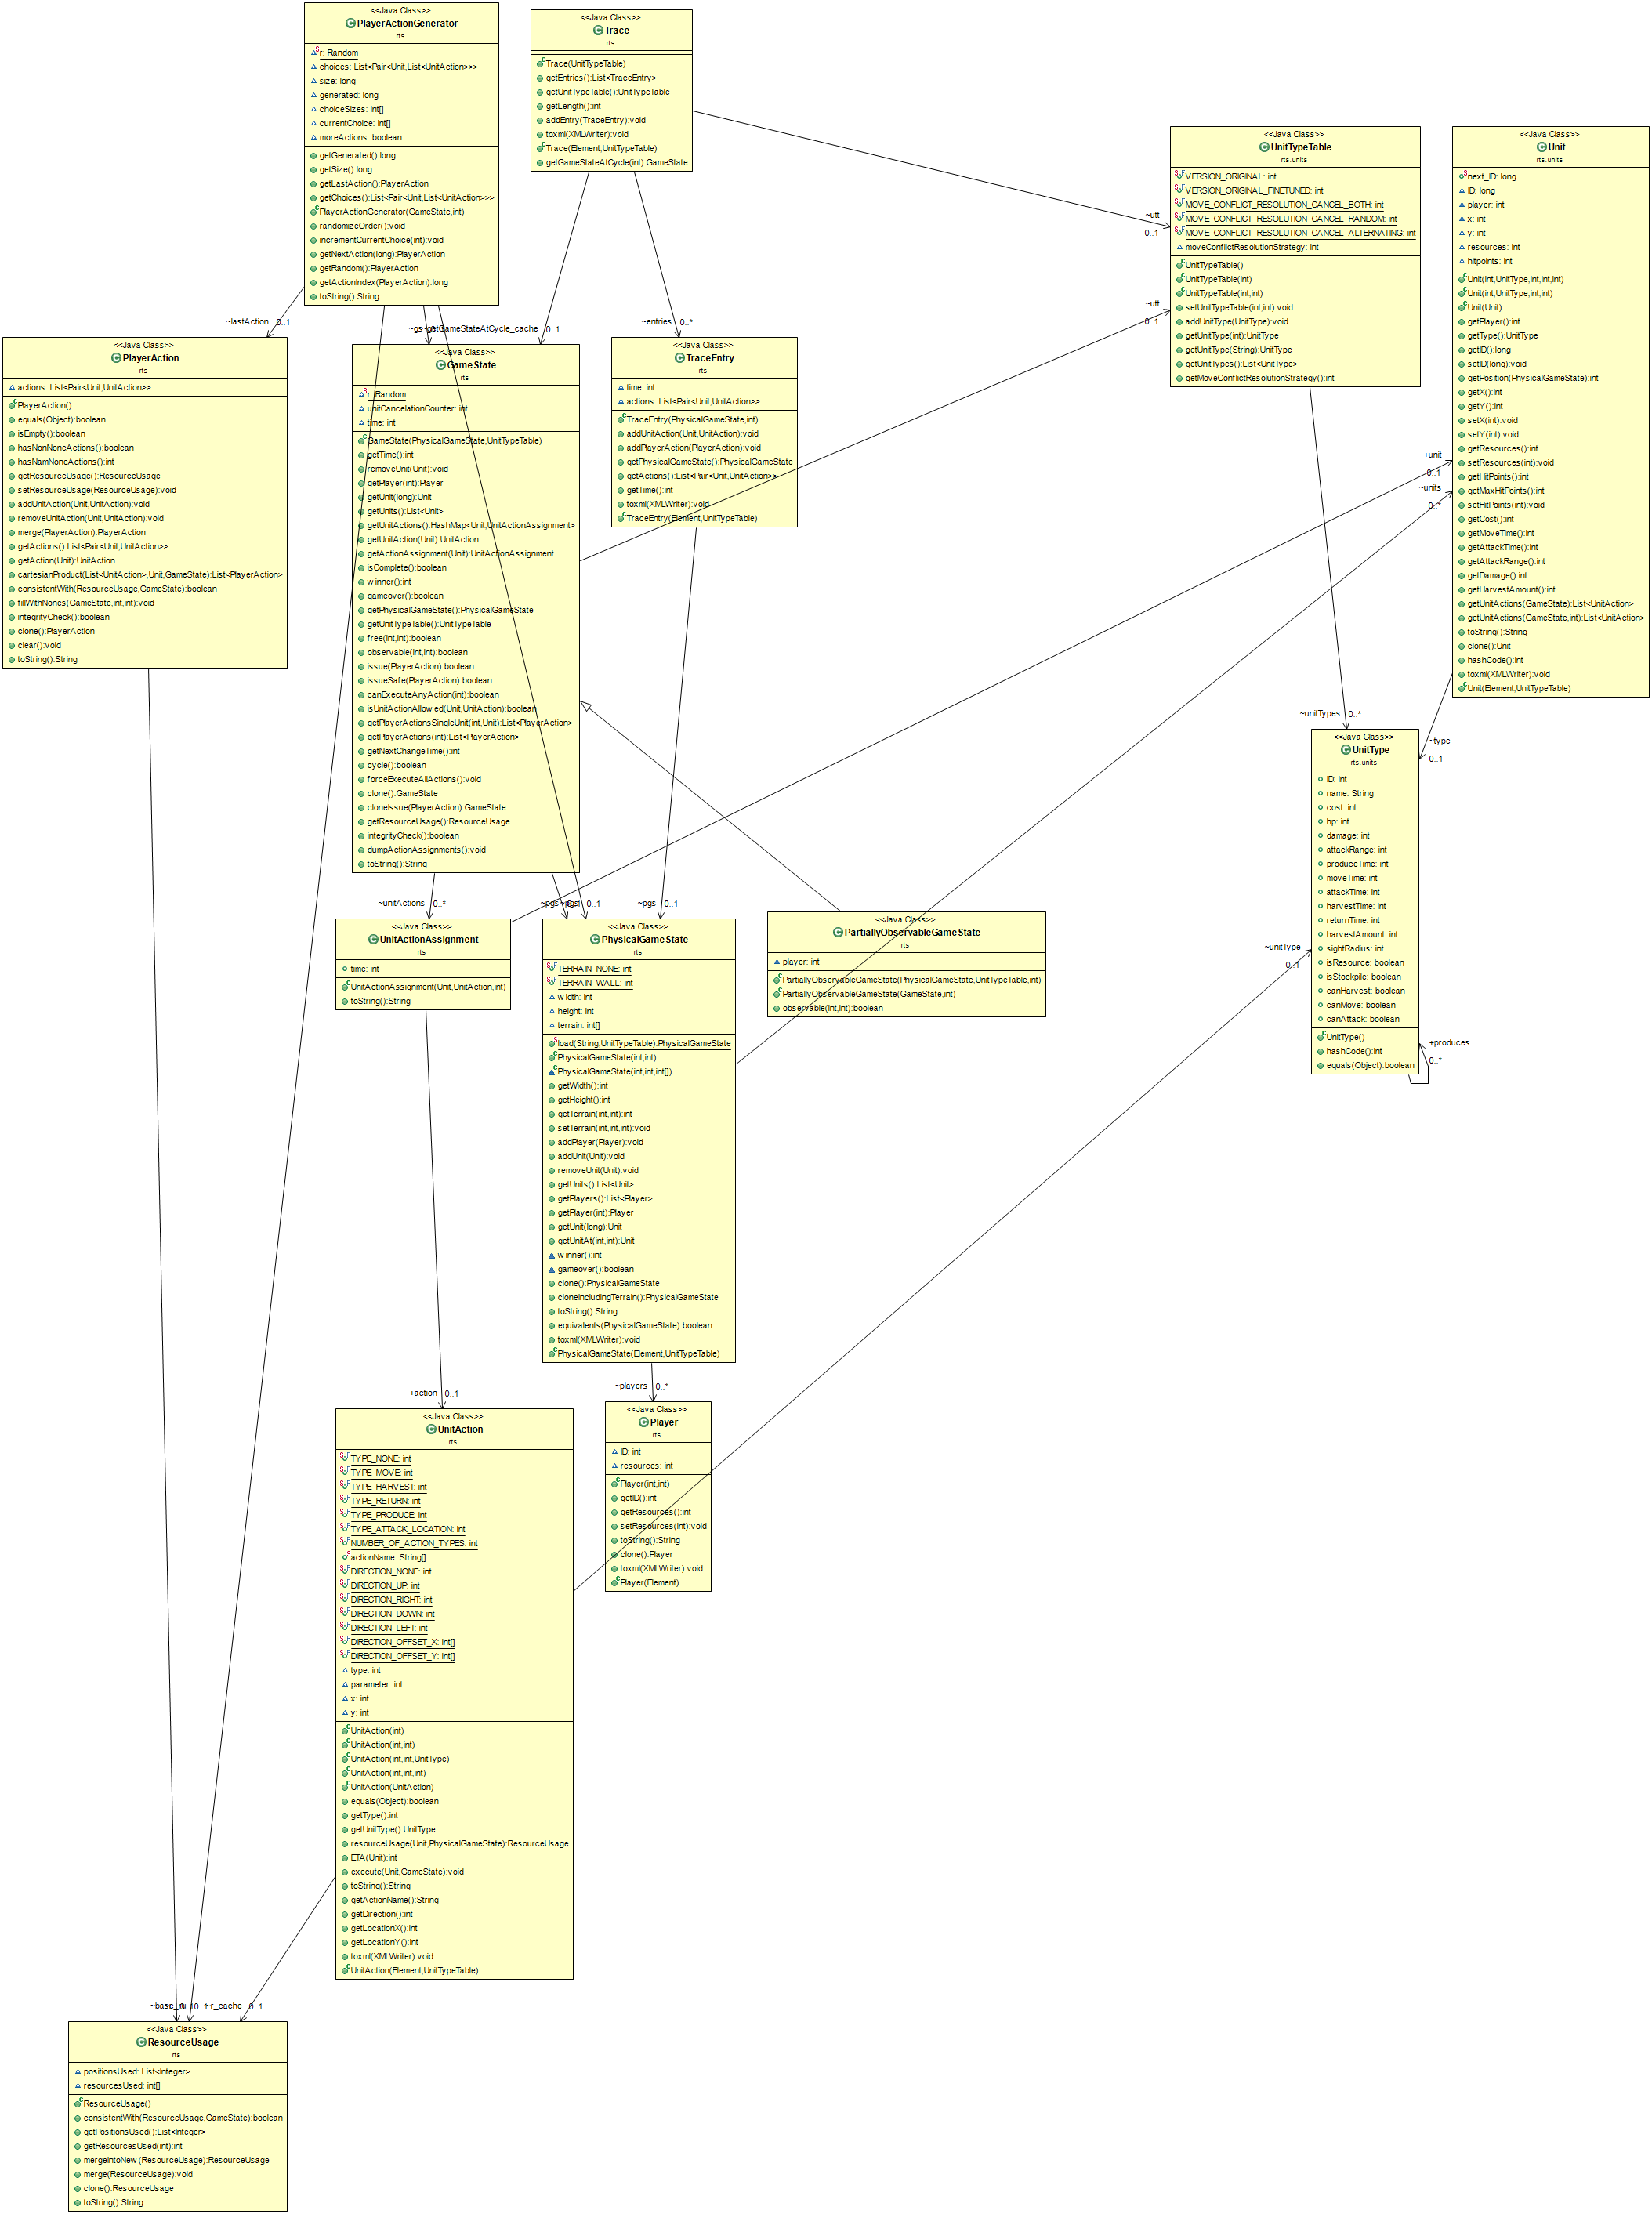 <<Java Class>>
PlayerActionGenerator
rts
r: Random
choices: List<Pair<Unit,List<UnitAction>>>
size: long
generated: long
choiceSizes: int[]
currentChoice: int[]
moreActions: boolean
getGenerated():long
getSize():long
getLastAction():PlayerAction
getChoices():List<Pair<Unit,List<UnitAction>>>
PlayerActionGenerator(GameState,int)
randomizeOrder():void
incrementCurrentChoice(int):void
getNextAction(long):PlayerAction
getRandom():PlayerAction
getActionIndex(PlayerAction):long
toString():String
<<Java Class>>
Trace
rts
Trace(UnitTypeTable)
getEntries():List<TraceEntry>
getUnitTypeTable():UnitTypeTable
getLength():int
addEntry(TraceEntry):void
toxml(XMLWriter):void
Trace(Element,UnitTypeTable)
getGameStateAtCycle(int):GameState
<<Java Class>>
UnitTypeTable
rts.units
VERSION_ORIGINAL: int
VERSION_ORIGINAL_FINETUNED: int
MOVE_CONFLICT_RESOLUTION_CANCEL_BOTH: int
MOVE_CONFLICT_RESOLUTION_CANCEL_RANDOM: int
MOVE_CONFLICT_RESOLUTION_CANCEL_ALTERNATING: int
moveConflictResolutionStrategy: int
UnitTypeTable()
UnitTypeTable(int)
UnitTypeTable(int,int)
setUnitTypeTable(int,int):void
addUnitType(UnitType):void
getUnitType(int):UnitType
getUnitType(String):UnitType
getUnitTypes():List<UnitType>
getMoveConflictResolutionStrategy():int
<<Java Class>>
Unit
rts.units
next_ID: long
ID: long
player: int
x: int
y: int
resources: int
hitpoints: int
Unit(int,UnitType,int,int,int)
Unit(int,UnitType,int,int)
Unit(Unit)
getPlayer():int
getType():UnitType
getID():long
setID(long):void
getPosition(PhysicalGameState):int
getX():int
getY():int
setX(int):void
setY(int):void
getResources():int
setResources(int):void
getHitPoints():int
getMaxHitPoints():int
setHitPoints(int):void
getCost():int
getMoveTime():int
getAttackTime():int
getAttackRange():int
getDamage():int
getHarvestAmount():int
getUnitActions(GameState):List<UnitAction>
getUnitActions(GameState,int):List<UnitAction>
toString():String
clone():Unit
hashCode():int
toxml(XMLWriter):void
Unit(Element,UnitTypeTable)
~utt
0..1
~utt
0..1
~lastAction 0..1
~gs
~getGameStateAtCycle_cache 0..1
~entries 0..*
+unit
0..1
~units
0..*
<<Java Class>>
PlayerAction
rts
actions: List<Pair<Unit,UnitAction>>
PlayerAction()
equals(Object):boolean
isEmpty():boolean
hasNonNoneActions():boolean
hasNamNoneActions():int
getResourceUsage():ResourceUsage
setResourceUsage(ResourceUsage):void
addUnitAction(Unit,UnitAction):void
removeUnitAction(Unit,UnitAction):void
merge(PlayerAction):PlayerAction
getActions():List<Pair<Unit,UnitAction>>
getAction(Unit):UnitAction
cartesianProduct(List<UnitAction>,Unit,GameState):List<PlayerAction>
consistentWith(ResourceUsage,GameState):boolean
fillWithNones(GameState,int,int):void
integrityCheck():boolean
clone():PlayerAction
clear():void
toString():String
<<Java Class>>
GameState
rts
r: Random
unitCancelationCounter: int
time: int
GameState(PhysicalGameState,UnitTypeTable)
getTime():int
removeUnit(Unit):void
getPlayer(int):Player
getUnit(long):Unit
getUnits():List<Unit>
getUnitActions():HashMap<Unit,UnitActionAssignment>
getUnitAction(Unit):UnitAction
getActionAssignment(Unit):UnitActionAssignment
isComplete():boolean
winner():int
gameover():boolean
getPhysicalGameState():PhysicalGameState
getUnitTypeTable():UnitTypeTable
free(int,int):boolean
observable(int,int):boolean
issue(PlayerAction):boolean
issueSafe(PlayerAction):boolean
canExecuteAnyAction(int):boolean
isUnitActionAllowed(Unit,UnitAction):boolean
getPlayerActionsSingleUnit(int,Unit):List<PlayerAction>
getPlayerActions(int):List<PlayerAction>
getNextChangeTime():int
cycle():boolean
forceExecuteAllActions():void
clone():GameState
cloneIssue(PlayerAction):GameState
getResourceUsage():ResourceUsage
integrityCheck():boolean
dumpActionAssignments():void
toString():String
<<Java Class>>
TraceEntry
rts
time: int
actions: List<Pair<Unit,UnitAction>>
TraceEntry(PhysicalGameState,int)
addUnitAction(Unit,UnitAction):void
addPlayerAction(PlayerAction):void
getPhysicalGameState():PhysicalGameState
getActions():List<Pair<Unit,UnitAction>>
getTime():int
toxml(XMLWriter):void
TraceEntry(Element,UnitTypeTable)
~unitTypes 0..*
~type
0..1
<<Java Class>>
UnitType
rts.units
ID: int
name: String
cost: int
hp: int
damage: int
attackRange: int
produceTime: int
moveTime: int
attackTime: int
harvestTime: int
returnTime: int
harvestAmount: int
sightRadius: int
isResource: boolean
isStockpile: boolean
canHarvest: boolean
canMove: boolean
canAttack: boolean
UnitType()
hashCode():int
equals(Object):boolean
~unitType
0..1
+produces
0..*
~unitActions 0..*
~pgs
~pgs 0..1
~pgs 0..1
<<Java Class>>
UnitActionAssignment
rts
time: int
UnitActionAssignment(Unit,UnitAction,int)
toString():String
<<Java Class>>
PhysicalGameState
rts
TERRAIN_NONE: int
TERRAIN_WALL: int
width: int
height: int
terrain: int[]
load(String,UnitTypeTable):PhysicalGameState
PhysicalGameState(int,int)
PhysicalGameState(int,int,int[])
getWidth():int
getHeight():int
getTerrain(int,int):int
setTerrain(int,int,int):void
addPlayer(Player):void
addUnit(Unit):void
removeUnit(Unit):void
getUnits():List<Unit>
getPlayers():List<Player>
getPlayer(int):Player
getUnit(long):Unit
getUnitAt(int,int):Unit
winner():int
gameover():boolean
clone():PhysicalGameState
cloneIncludingTerrain():PhysicalGameState
toString():String
equivalents(PhysicalGameState):boolean
toxml(XMLWriter):void
PhysicalGameState(Element,UnitTypeTable)
<<Java Class>>
PartiallyObservableGameState
rts
player: int
PartiallyObservableGameState(PhysicalGameState,UnitTypeTable,int)
PartiallyObservableGameState(GameState,int)
observable(int,int):boolean
+action 0..1
~players 0..*
<<Java Class>>
UnitAction
rts
TYPE_NONE: int
TYPE_MOVE: int
TYPE_HARVEST: int
TYPE_RETURN: int
TYPE_PRODUCE: int
TYPE_ATTACK_LOCATION: int
NUMBER_OF_ACTION_TYPES: int
actionName: String[]
DIRECTION_NONE: int
DIRECTION_UP: int
DIRECTION_RIGHT: int
DIRECTION_DOWN: int
DIRECTION_LEFT: int
DIRECTION_OFFSET_X: int[]
DIRECTION_OFFSET_Y: int[]
type: int
parameter: int
x: int
y: int
UnitAction(int)
UnitAction(int,int)
UnitAction(int,int,UnitType)
UnitAction(int,int,int)
UnitAction(UnitAction)
equals(Object):boolean
getType():int
getUnitType():UnitType
resourceUsage(Unit,PhysicalGameState):ResourceUsage
ETA(Unit):int
execute(Unit,GameState):void
toString():String
getActionName():String
getDirection():int
getLocationX():int
getLocationY():int
toxml(XMLWriter):void
UnitAction(Element,UnitTypeTable)
<<Java Class>>
Player
rts
ID: int
resources: int
Player(int,int)
getID():int
getResources():int
setResources(int):void
toString():String
clone():Player
toxml(XMLWriter):void
Player(Element)
~r_cache 0..1
<<Java Class>>
ResourceUsage
rts
positionsUsed: List<Integer>
resourcesUsed: int[]
ResourceUsage()
consistentWith(ResourceUsage,GameState):boolean
getPositionsUsed():List<Integer>
getResourcesUsed(int):int
mergeIntoNew(ResourceUsage):ResourceUsage
merge(ResourceUsage):void
clone():ResourceUsage
toString():String